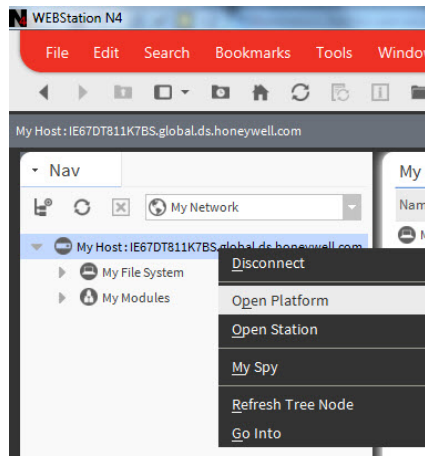 WEBStation N4
File Edit Search Bookmarks Tools Window
My Host : IE67DT811K7BS.global.ds.honeywell.com
Nav
My
My Network
Nam
My Host : IE67DT811K7BS.global.ds.honeywell.com
My File System
My Modules
Disconnect
Open Platform
Open Station
My Spy
Refresh Tree Node
Go Into